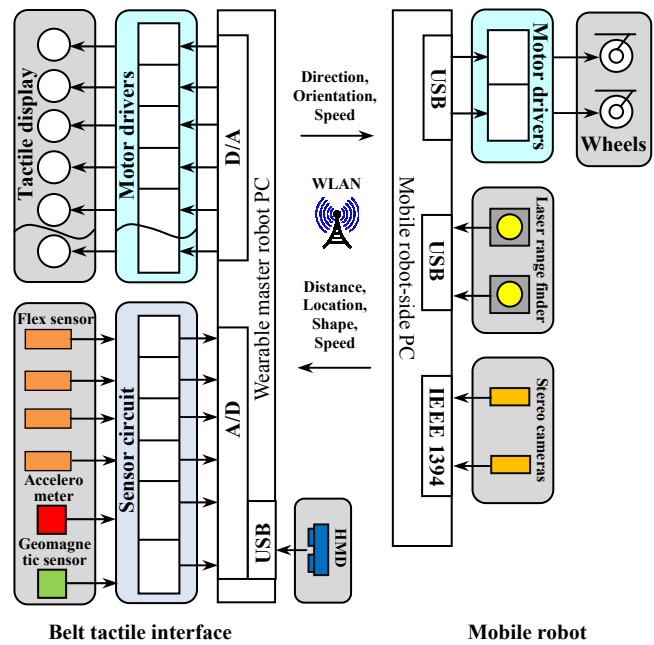 Tactile display
Motor drivers
D/A
Wearable master robot PC
Direction,
Orientation,
Speed
WLAN
Distance,
Location,
Shape,
Speed
Mobile robot-side PC
USB
Motor
drivers
Wheels
USB
Laser range finder
IEEE 1394
Stereo cameras
Flex sensor
Accelero
meter
Geomagne
tic sensor
Sensor circuit
A/D
USB
HMD
Belt tactile interface
Mobile robot